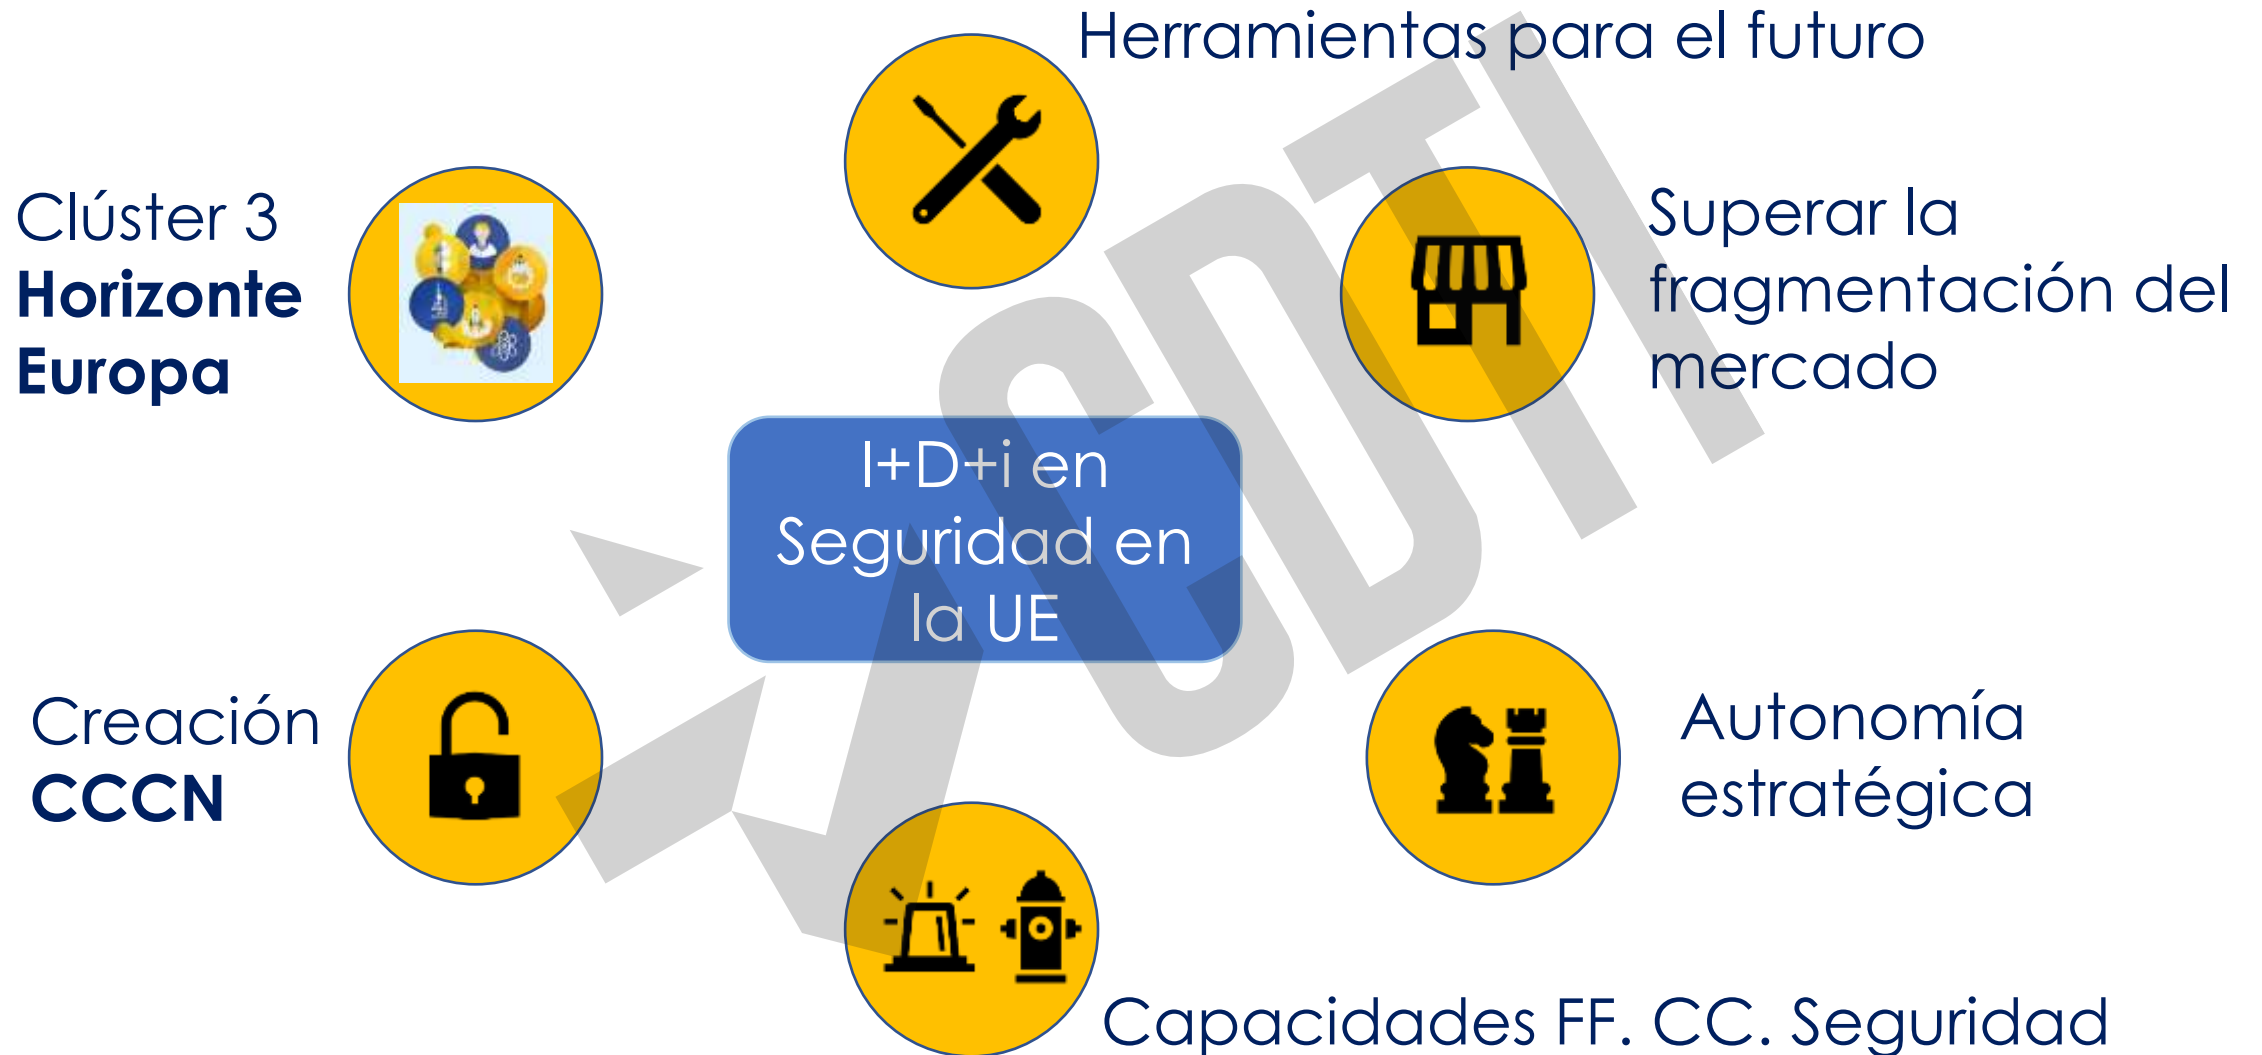 Herramientas para el futuro
Clúster 3
Horizonte
Europa
Superar la
fragmentación del
mercado
I+D+i en
Seguridad en
la UE
Creación
CCCN
Autonomía
estratégica
Capacidades FF. CC. Seguridad
CDTI